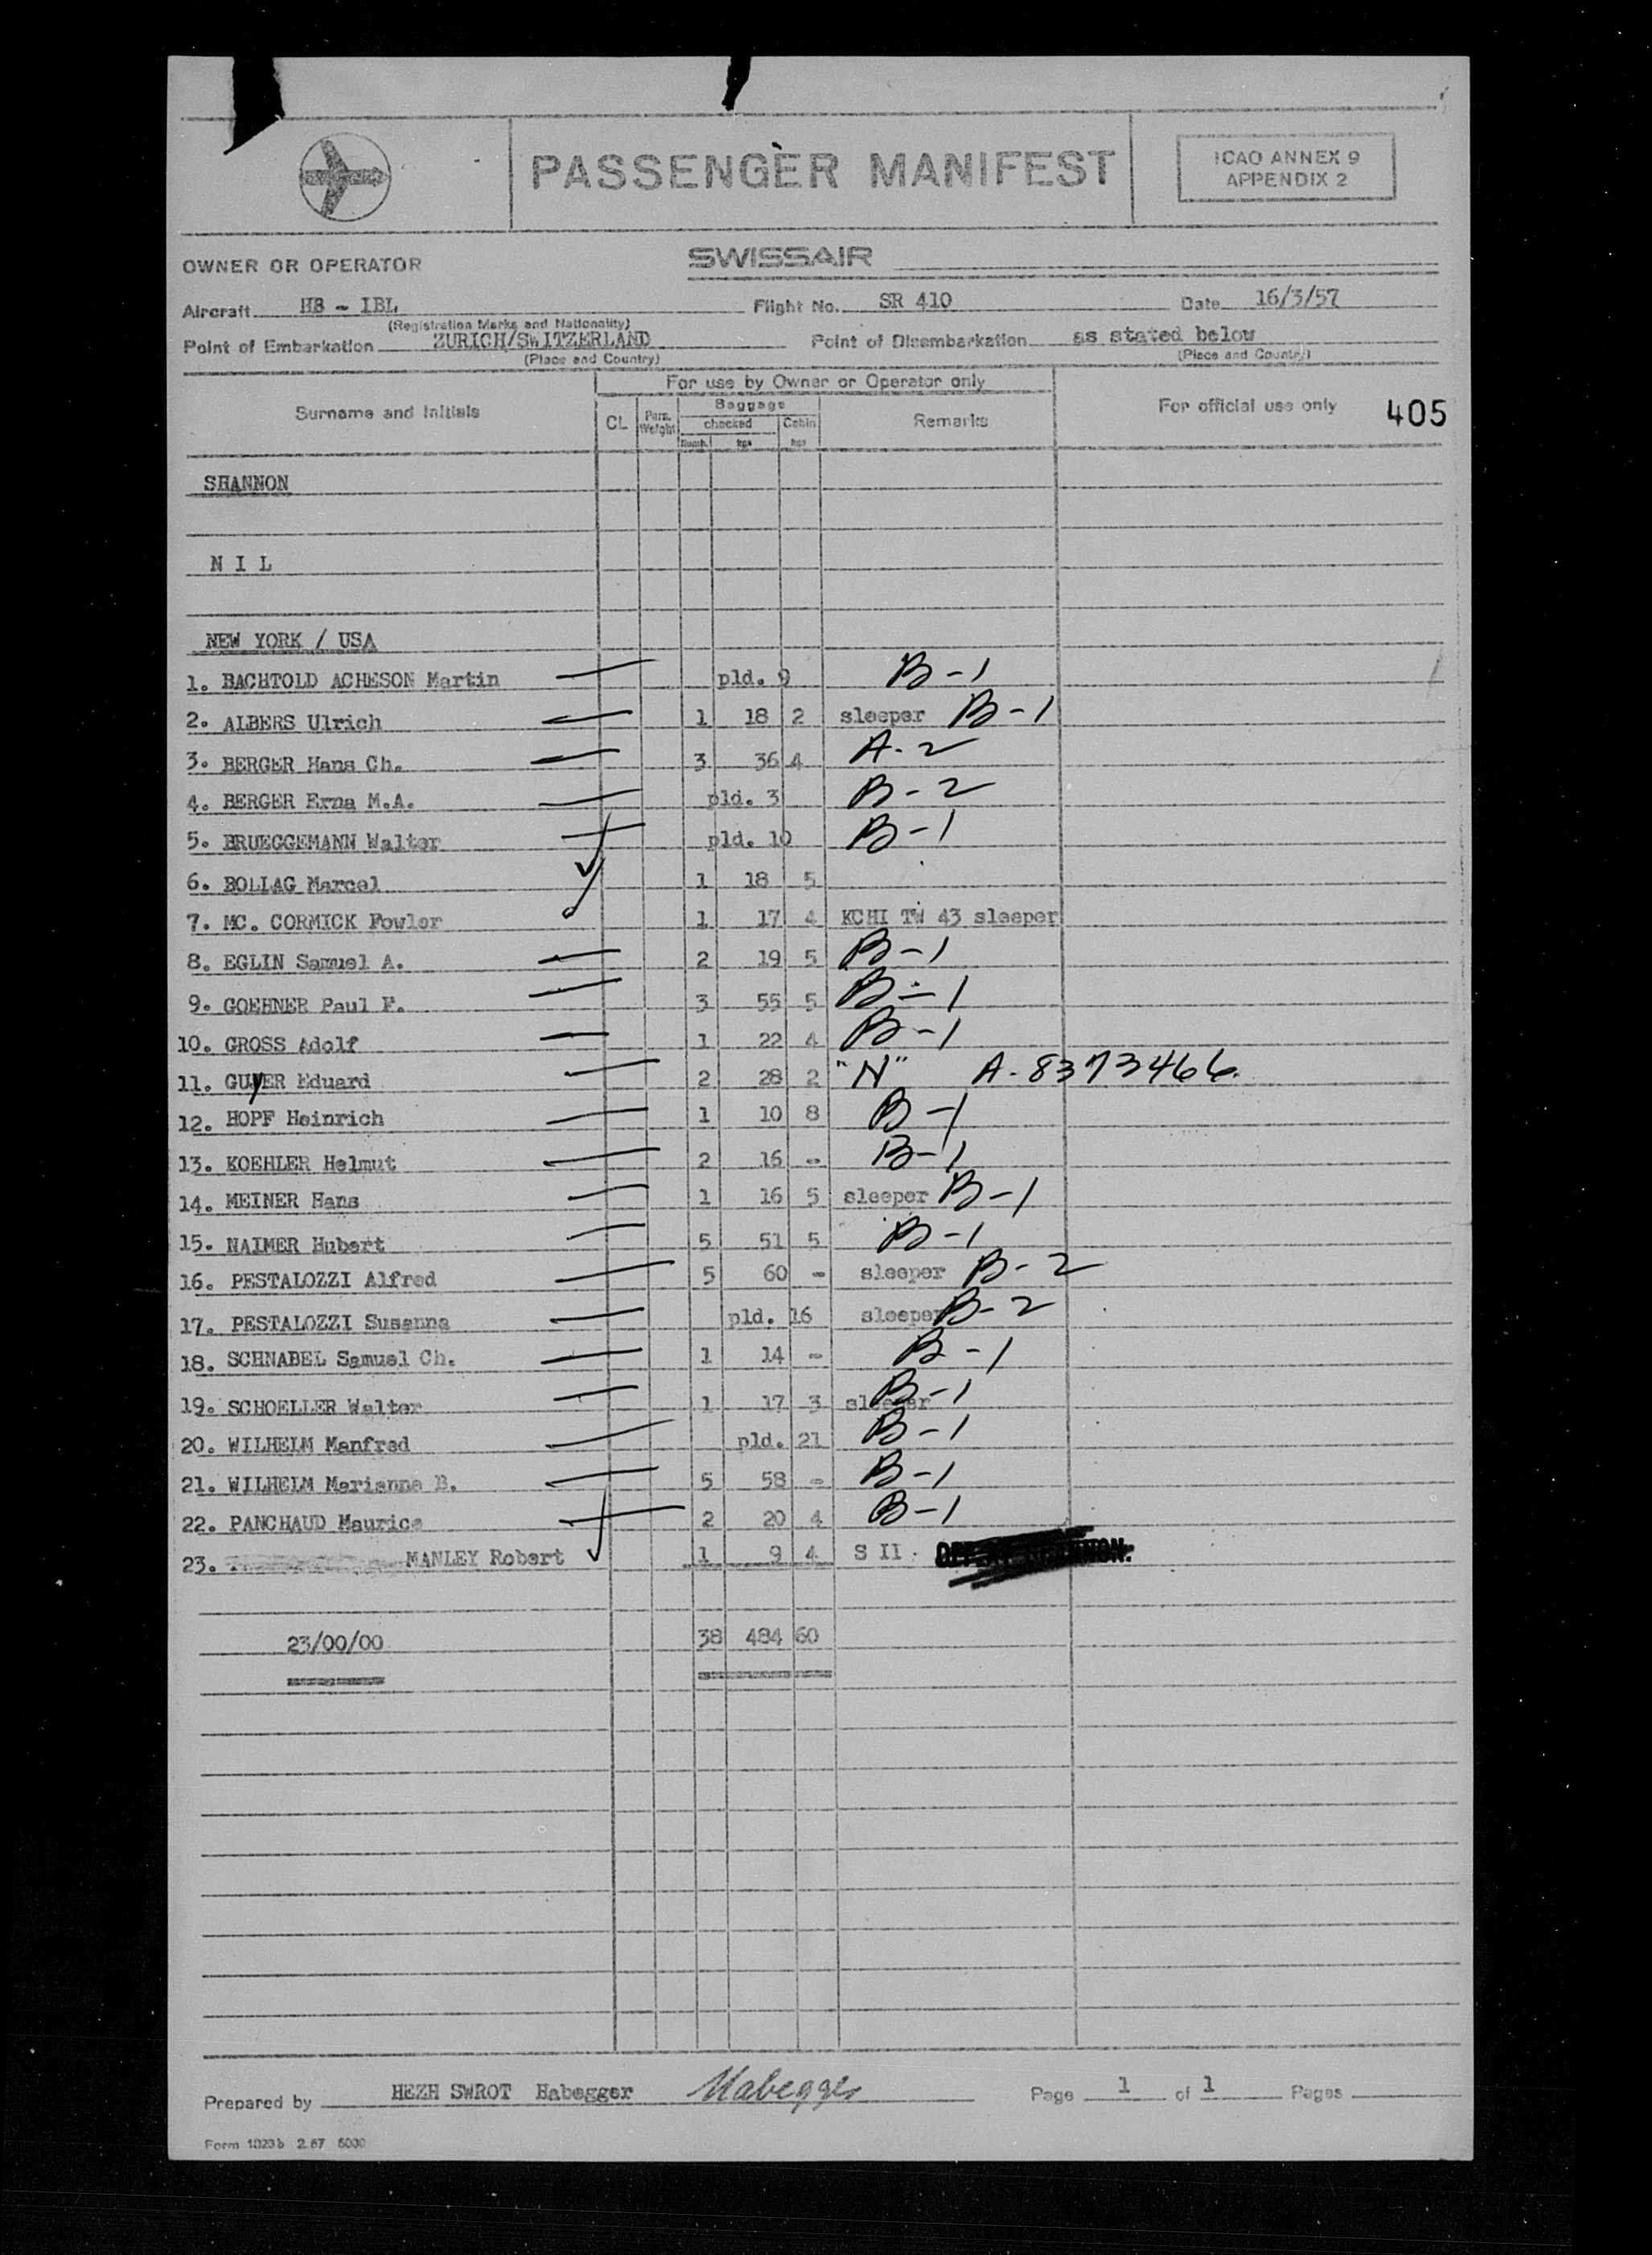 PASSENGER MANIFEST
ICAO ANNEX 9
APPENDIX 2
OWNER OR OPERATOR SWISSAIR
Aircraft HB - IBL Flight No. SR 410 Date 16/3/57
(Registration Marks and Nationality)
Point of Embarkation ZURICH/SWITZERLAND Point of Disembarkation as stated below
(Place and Country) (Place and Country)
For use by Owner or Operator only
Surname and Initials CL Pers. Weight Baggage checked Numb. kgs Cabin kgs Remarks For official use only 405
SHANNON
N I L
NEW YORK / USA
1. BACHTOLD ACHESON Martin pld. 9 B-1
2. ALBERS Ulrich 1 18 2 sleeper B-1
3. BERGER Hans Ch. 3 36 4 A-2
4. BERGER Erna M.A. pld. 3 B-2
5. BRUEGGEMANN Walter pld. 10 B-1
6. BOLLAG Marcel 1 18 5
7. MC. CORMICK Fowler 1 17 4 KCHI TW 43 sleeper
8. EGLIN Samuel A. 2 19 5 B-1
9. GOEHNER Paul F. 3 55 5 B-1
10. GROSS Adolf 1 22 4 B-1
11. GUYER Eduard 2 28 2 "N" A-8373466.
12. HOPF Heinrich 1 10 8 B-1
13. KOEHLER Helmut 2 16 - B-1
14. MEINER Hans 1 16 5 sleeper B-1
15. NAIMER Hubert 5 51 5 B-1
16. PESTALOZZI Alfred 5 60 - sleeper B-2
17. PESTALOZZI Susanna pld. 16 sleeper B-2
18. SCHNABEL Samuel Ch. 1 14 - B-1
19. SCHOELLER Walter 1 17 3 sleeper B-1
20. WILHELM Manfred pld. 21 B-1
21. WILHELM Marianne B. 5 58 - B-1
22. PANCHAUD Maurice 2 20 4 B-1
23. MANLEY Robert 1 9 4 S II
23/00/00 38 484 60
Prepared by HEZH SWROT Habegger Habegger Page 1 of 1 Pages
Form 1023b 2.57 5000